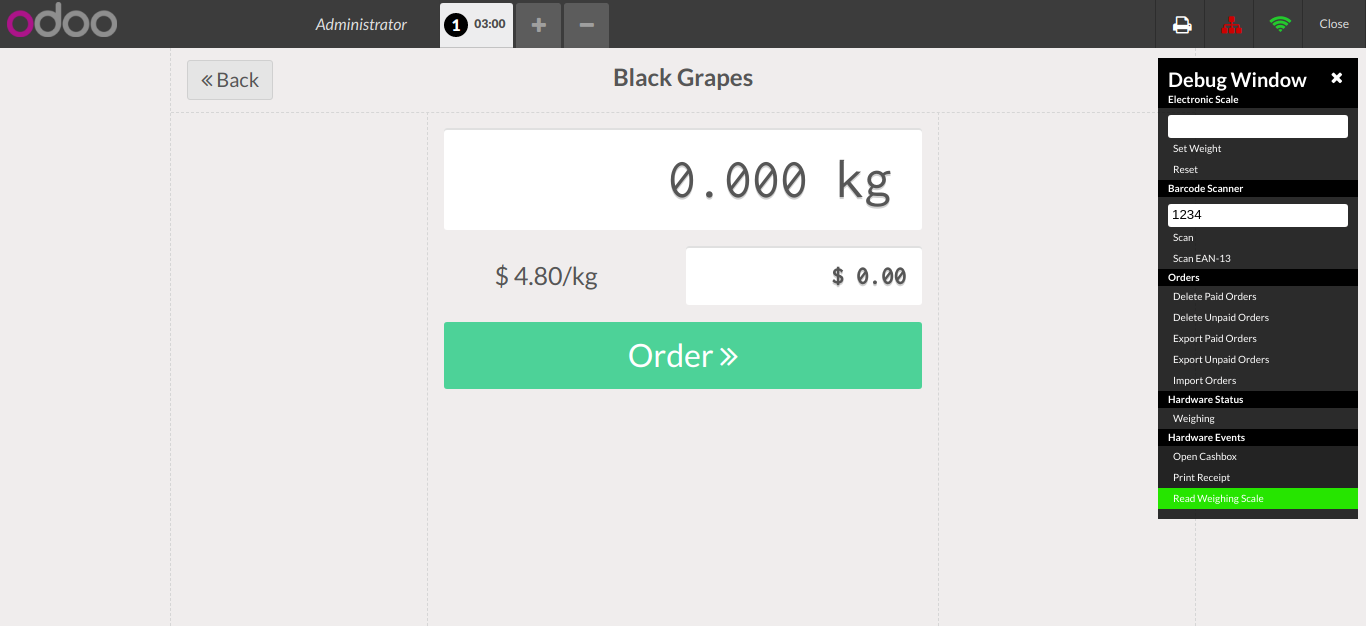 odoo
Administrator
1 03:00
Close
Back
Black Grapes
0.000 kg
$ 4.80/kg
$ 0.00
Order
Debug Window
Electronic Scale
Set Weight
Reset
Barcode Scanner
1234
Scan
Scan EAN-13
Orders
Delete Paid Orders
Delete Unpaid Orders
Export Paid Orders
Export Unpaid Orders
Import Orders
Hardware Status
Weighing
Hardware Events
Open Cashbox
Print Receipt
Read Weighing Scale